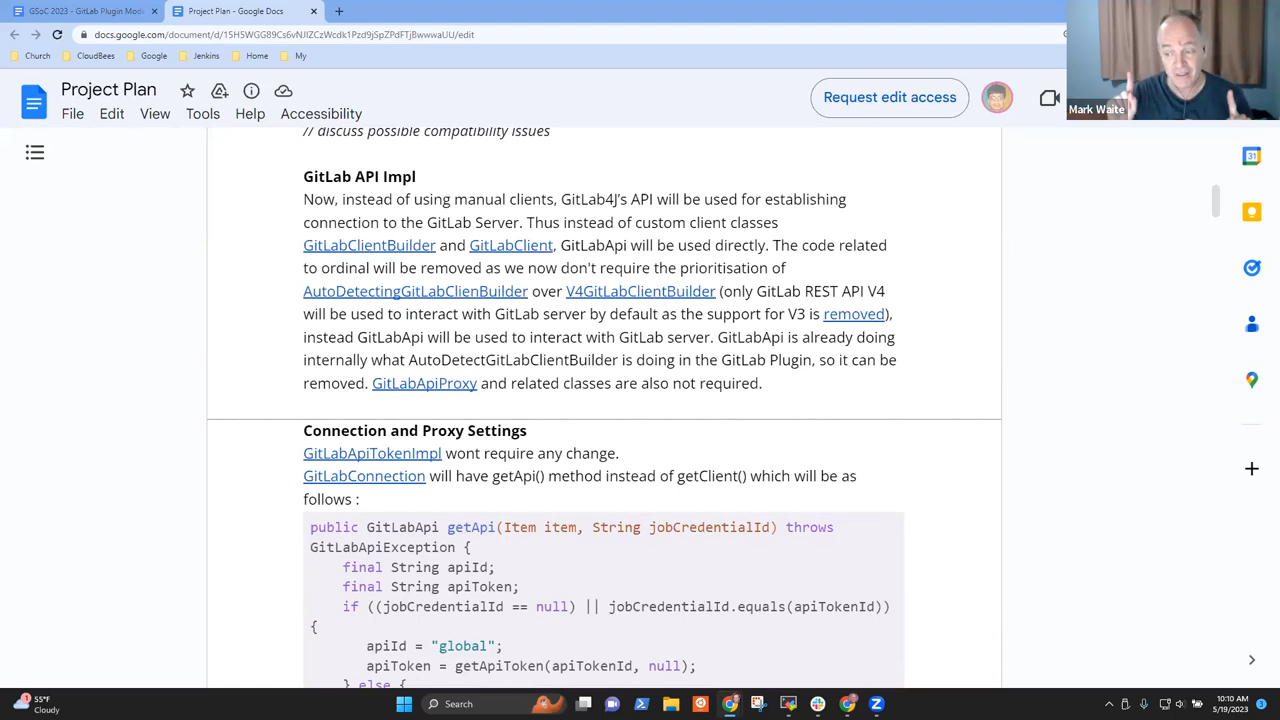 GSoC 2023 - GitLab Plugin Mod
Project Plan - Google Docs
docs.google.com/document/d/15H5WGG89Cs6vNJIZCzWcdk1Pzd9jSpZPdFTjBwwwaUU/edit
Church
CloudBees
Google
Jenkins
Home
My
Project Plan
File Edit View Tools Help Accessibility
Request edit access
Mark Waite
// discuss possible compatibility issues
GitLab API Impl
Now, instead of using manual clients, GitLab4J's API will be used for establishing
connection to the GitLab Server. Thus instead of custom client classes
GitLabClientBuilder and GitLabClient, GitLabApi will be used directly. The code related
to ordinal will be removed as we now don't require the prioritisation of
AutoDetectingGitLabClienBuilder over V4GitLabClientBuilder (only GitLab REST API V4
will be used to interact with GitLab server by default as the support for V3 is removed),
instead GitLabApi will be used to interact with GitLab server. GitLabApi is already doing
internally what AutoDetectGitLabClientBuilder is doing in the GitLab Plugin, so it can be
removed. GitLabApiProxy and related classes are also not required.
Connection and Proxy Settings
GitLabApiTokenImpl wont require any change.
GitLabConnection will have getApi() method instead of getClient() which will be as
follows :
public GitLabApi getApi(Item item, String jobCredentialId) throws
GitLabApiException {
final String apiId;
final String apiToken;
if ((jobCredentialId == null) || jobCredentialId.equals(apiTokenId))
{
apiId = "global";
apiToken = getApiToken(apiTokenId, null);
} else {
31
55°F
Cloudy
Search
10:10 AM
5/19/2023